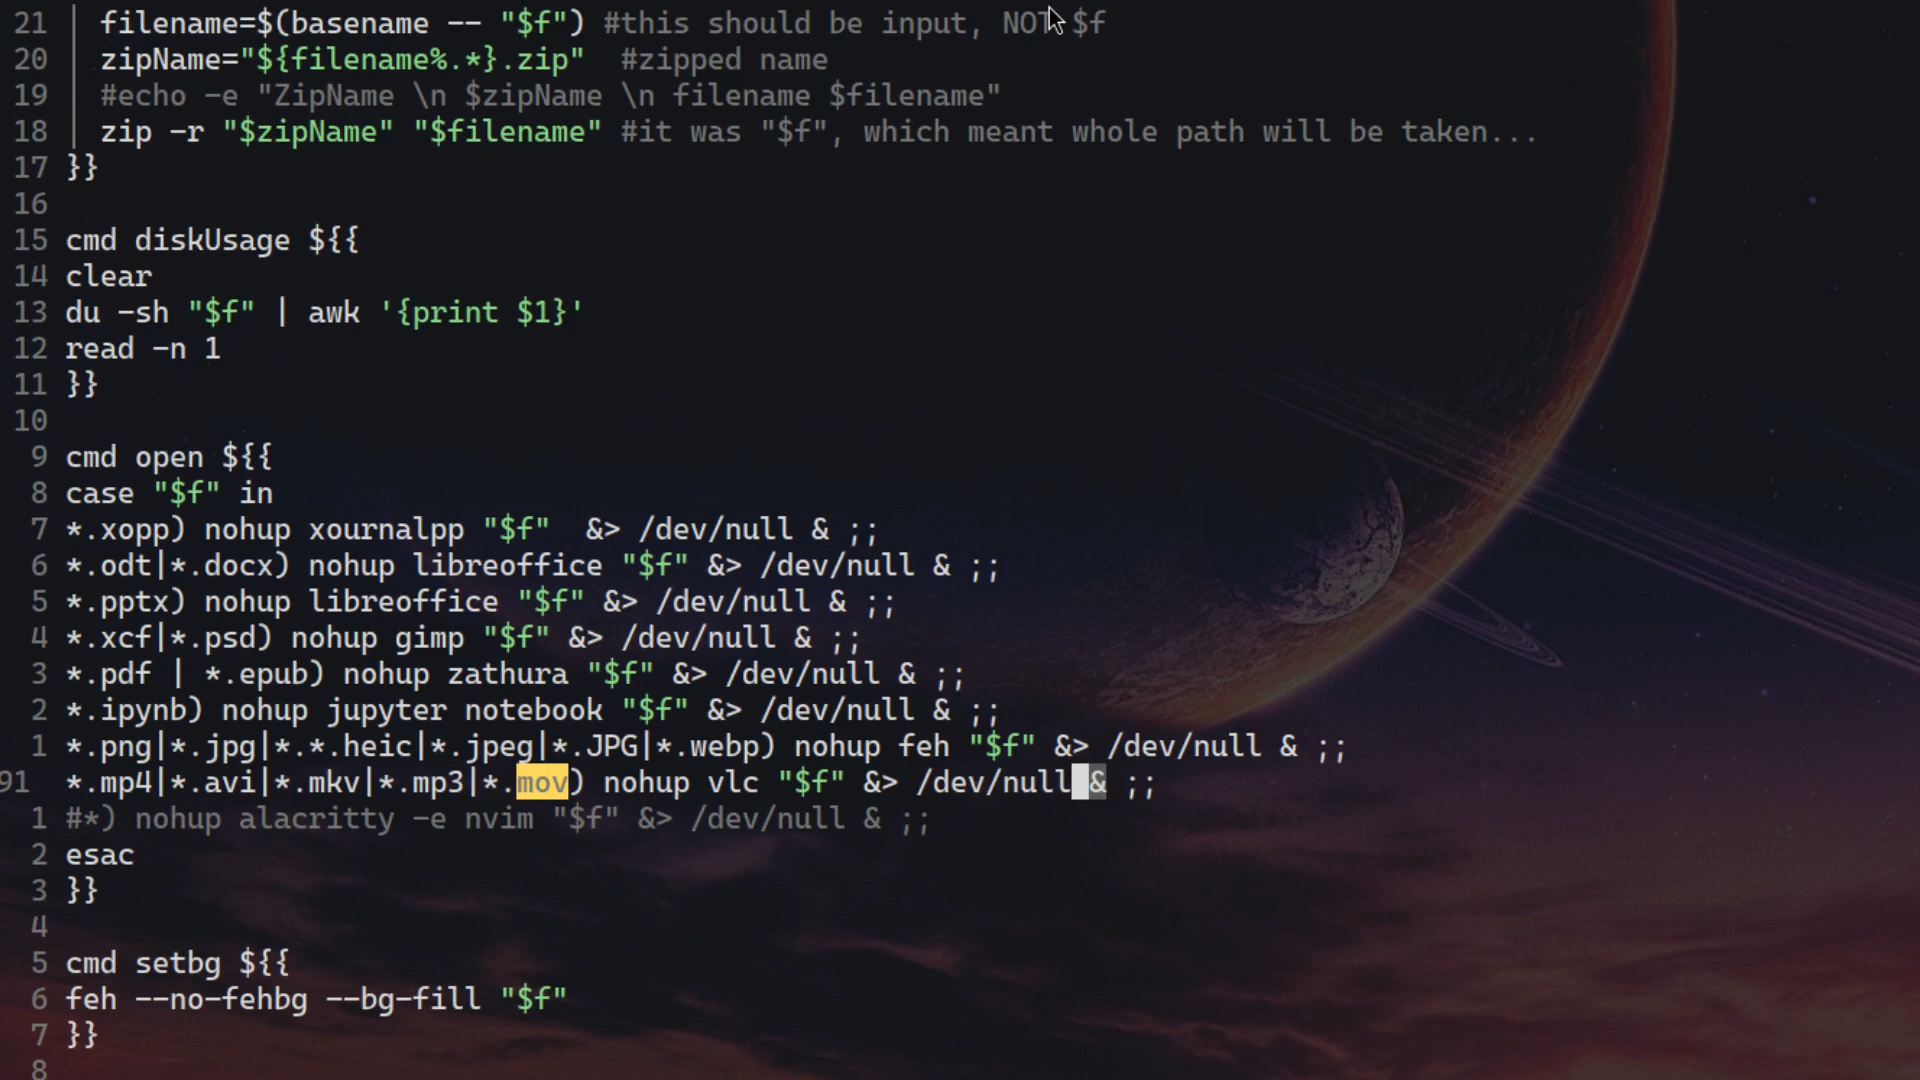 21 filename=$(basename -- "$f") #this should be input, NOT $f
20 zipName="${filename%.*}.zip"  #zipped name
19 #echo -e "ZipName \n $zipName \n filename $filename"
18 zip -r "$zipName" "$filename" #it was "$f", which meant whole path will be taken...
17 }}
16
15 cmd diskUsage ${{
14 clear
13 du -sh "$f" | awk '{print $1}'
12 read -n 1
11 }}
10
9 cmd open ${{
8 case "$f" in
7 *.xopp) nohup xournalpp "$f"  &> /dev/null & ;;
6 *.odt|*.docx) nohup libreoffice "$f" &> /dev/null & ;;
5 *.pptx) nohup libreoffice "$f" &> /dev/null & ;;
4 *.xcf|*.psd) nohup gimp "$f" &> /dev/null & ;;
3 *.pdf | *.epub) nohup zathura "$f" &> /dev/null & ;;
2 *.ipynb) nohup jupyter notebook "$f" &> /dev/null & ;;
1 *.png|*.jpg|*.*.heic|*.jpeg|*.JPG|*.webp) nohup feh "$f" &> /dev/null & ;;
91 *.mp4|*.avi|*.mkv|*.mp3|*.mov) nohup vlc "$f" &> /dev/null & ;;
1 #*) nohup alacritty -e nvim "$f" &> /dev/null & ;;
2 esac
3 }}
4
5 cmd setbg ${{
6 feh --no-fehbg --bg-fill "$f"
7 }}
8